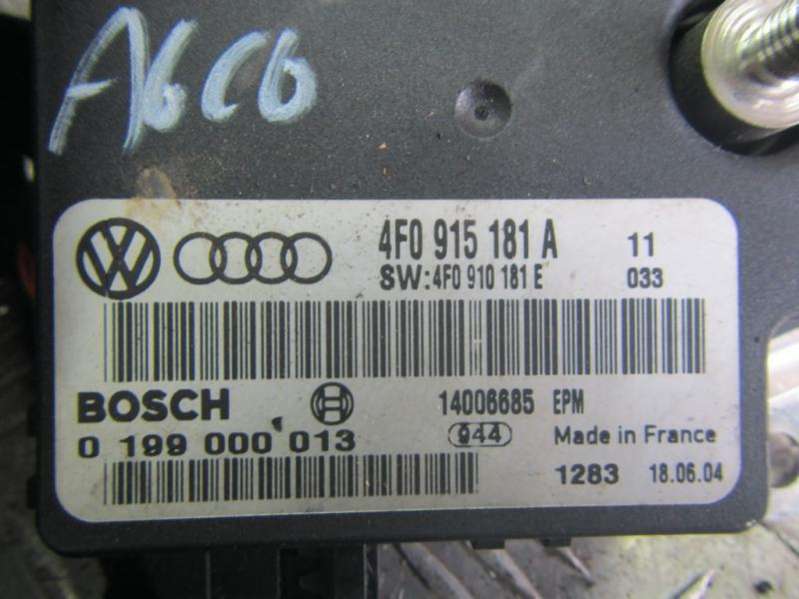 A6C6
VW
4F0 915 181 A 11
SW:4F0 910 181 E 033
BOSCH 14006685 EPM
0 199 000 013 944 Made in France
1283 18.06.04